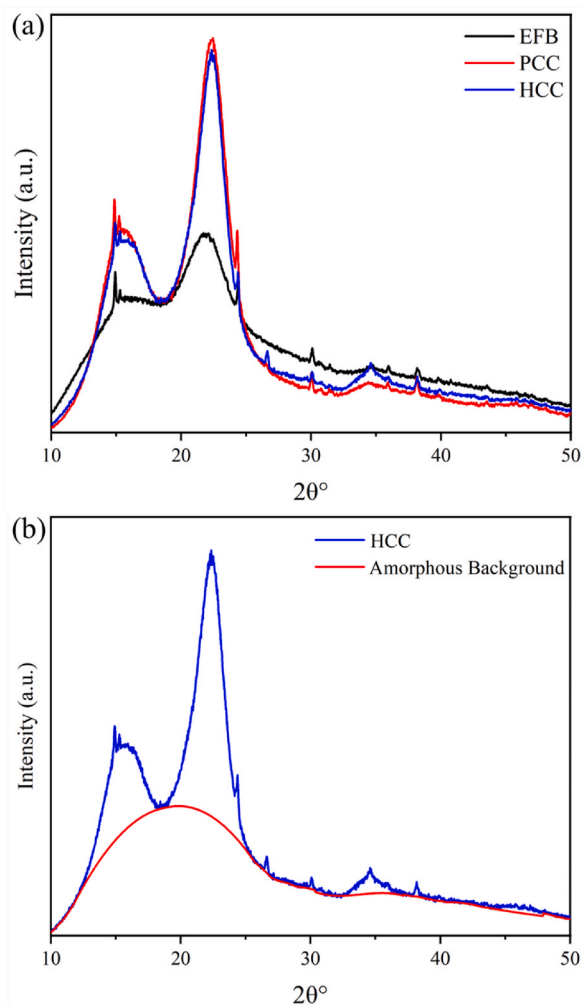 (a)
EFB
PCC
HCC
Intensity (a.u.)
10 20 30 40 50
2θ°
(b)
HCC
Amorphous Background
Intensity (a.u.)
10 20 30 40 50
2θ°